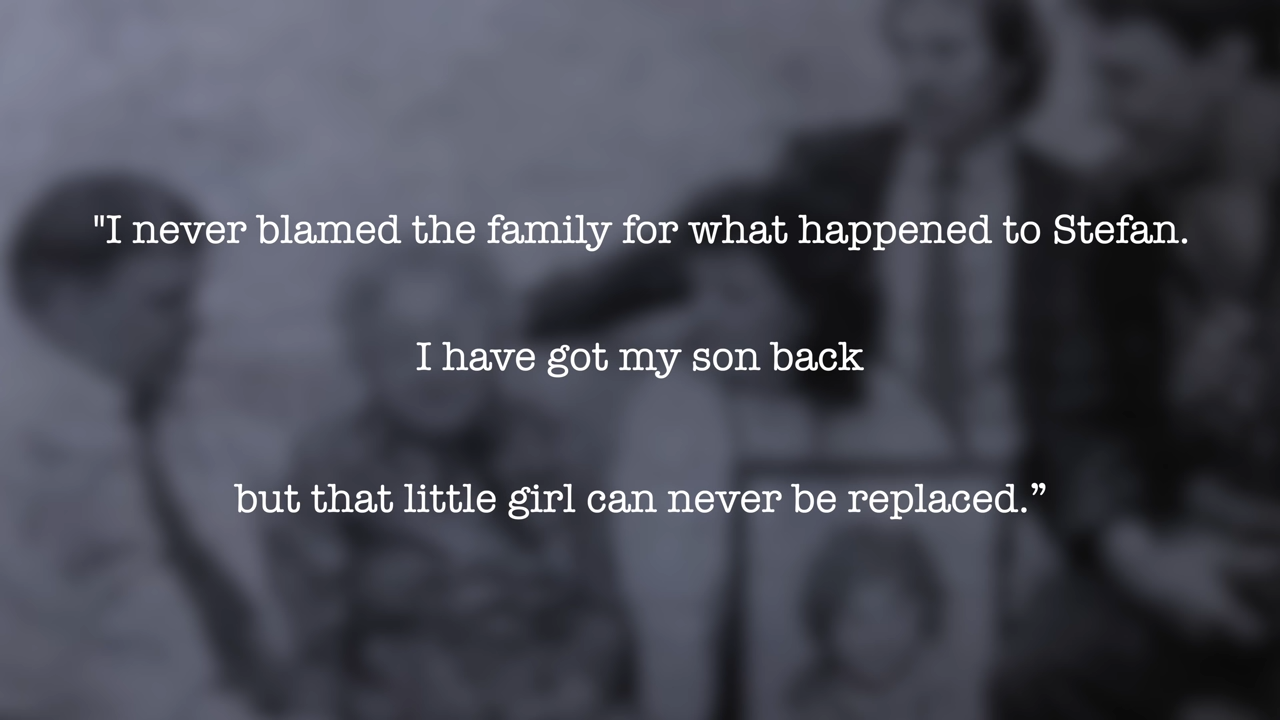 "I never blamed the family for what happened to Stefan.
I have got my son back
but that little girl can never be replaced.”